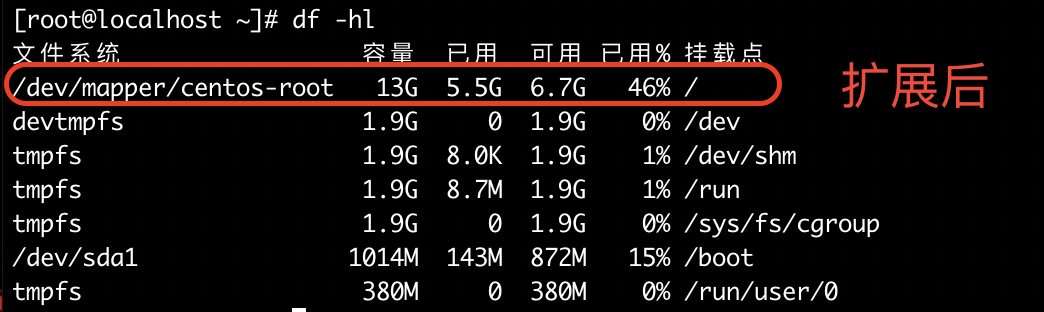 [root@localhost ~]# df -hl
文件系统 容量 已用 可用 已用% 挂载点
/dev/mapper/centos-root 13G 5.5G 6.7G 46% /
扩展后
devtmpfs 1.9G 0 1.9G 0% /dev
tmpfs 1.9G 8.0K 1.9G 1% /dev/shm
tmpfs 1.9G 8.7M 1.9G 1% /run
tmpfs 1.9G 0 1.9G 0% /sys/fs/cgroup
/dev/sda1 1014M 143M 872M 15% /boot
tmpfs 380M 0 380M 0% /run/user/0